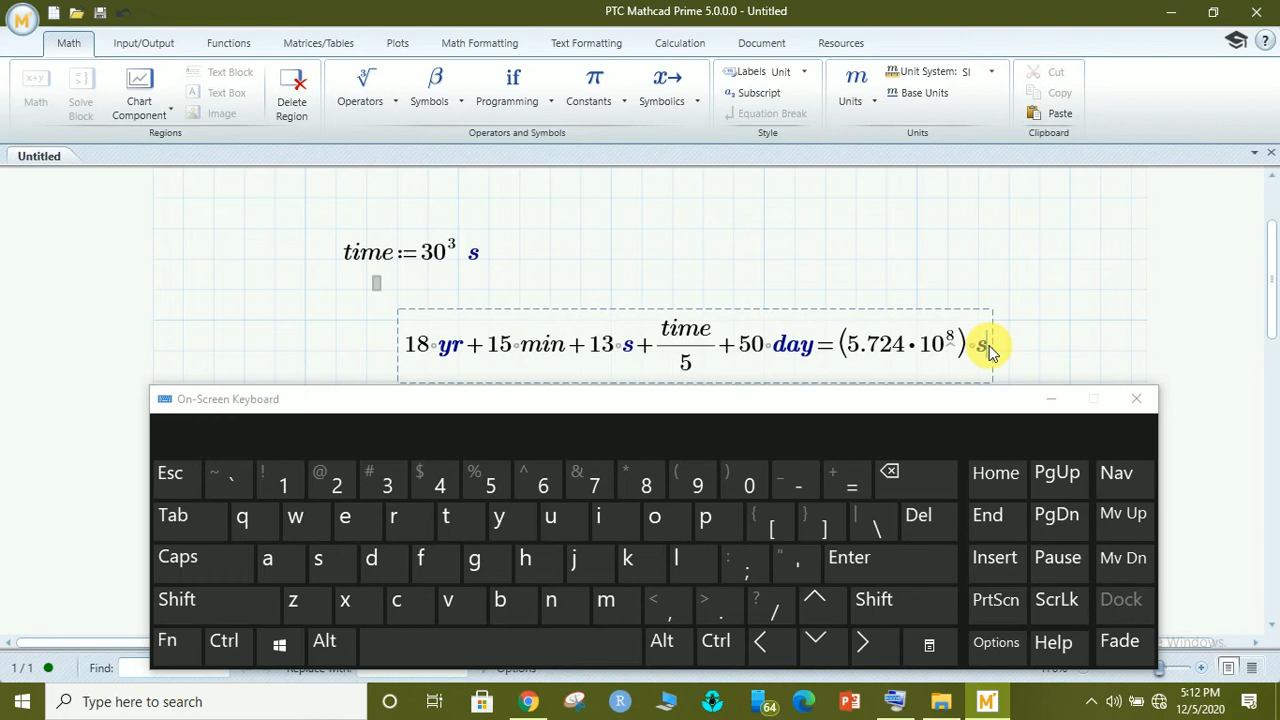 PTC Mathcad Prime 5.0.0.0 - Untitled
Math Input/Output Functions Matrices/Tables Plots Math Formatting Text Formatting Calculation Document Resources
Math
Solve Block
Chart Component
Text Block
Text Box
Image
Delete Region
Regions
Operators
Symbols
if
Programming
π
Constants
Symbolics
Operators and Symbols
Labels Unit
Subscript
Equation Break
Style
Units
Unit System: SI
Base Units
Units
Cut
Copy
Paste
Clipboard
Untitled
time := 30³ s
18 · yr + 15 · min + 13 · s + time/5 + 50 · day = (5.724 • 10⁸) · s
On-Screen Keyboard
Esc ~ ` ! 1 @ 2 # 3 $ 4 % 5 ^ 6 & 7 * 8 ( 9 ) 0 _ - + = Home PgUp Nav
Tab q w e r t y u i o p { [ } ] | \ Del End PgDn Mv Up
Caps a s d f g h j k l : ; " ' Enter Insert Pause Mv Dn
Shift z x c v b n m < , > . ? / Shift PrtScn ScrLk Dock
Fn Ctrl Alt Alt Ctrl Options Help Fade
1 / 1 Find:
Type here to search
64
5:12 PM
12/5/2020